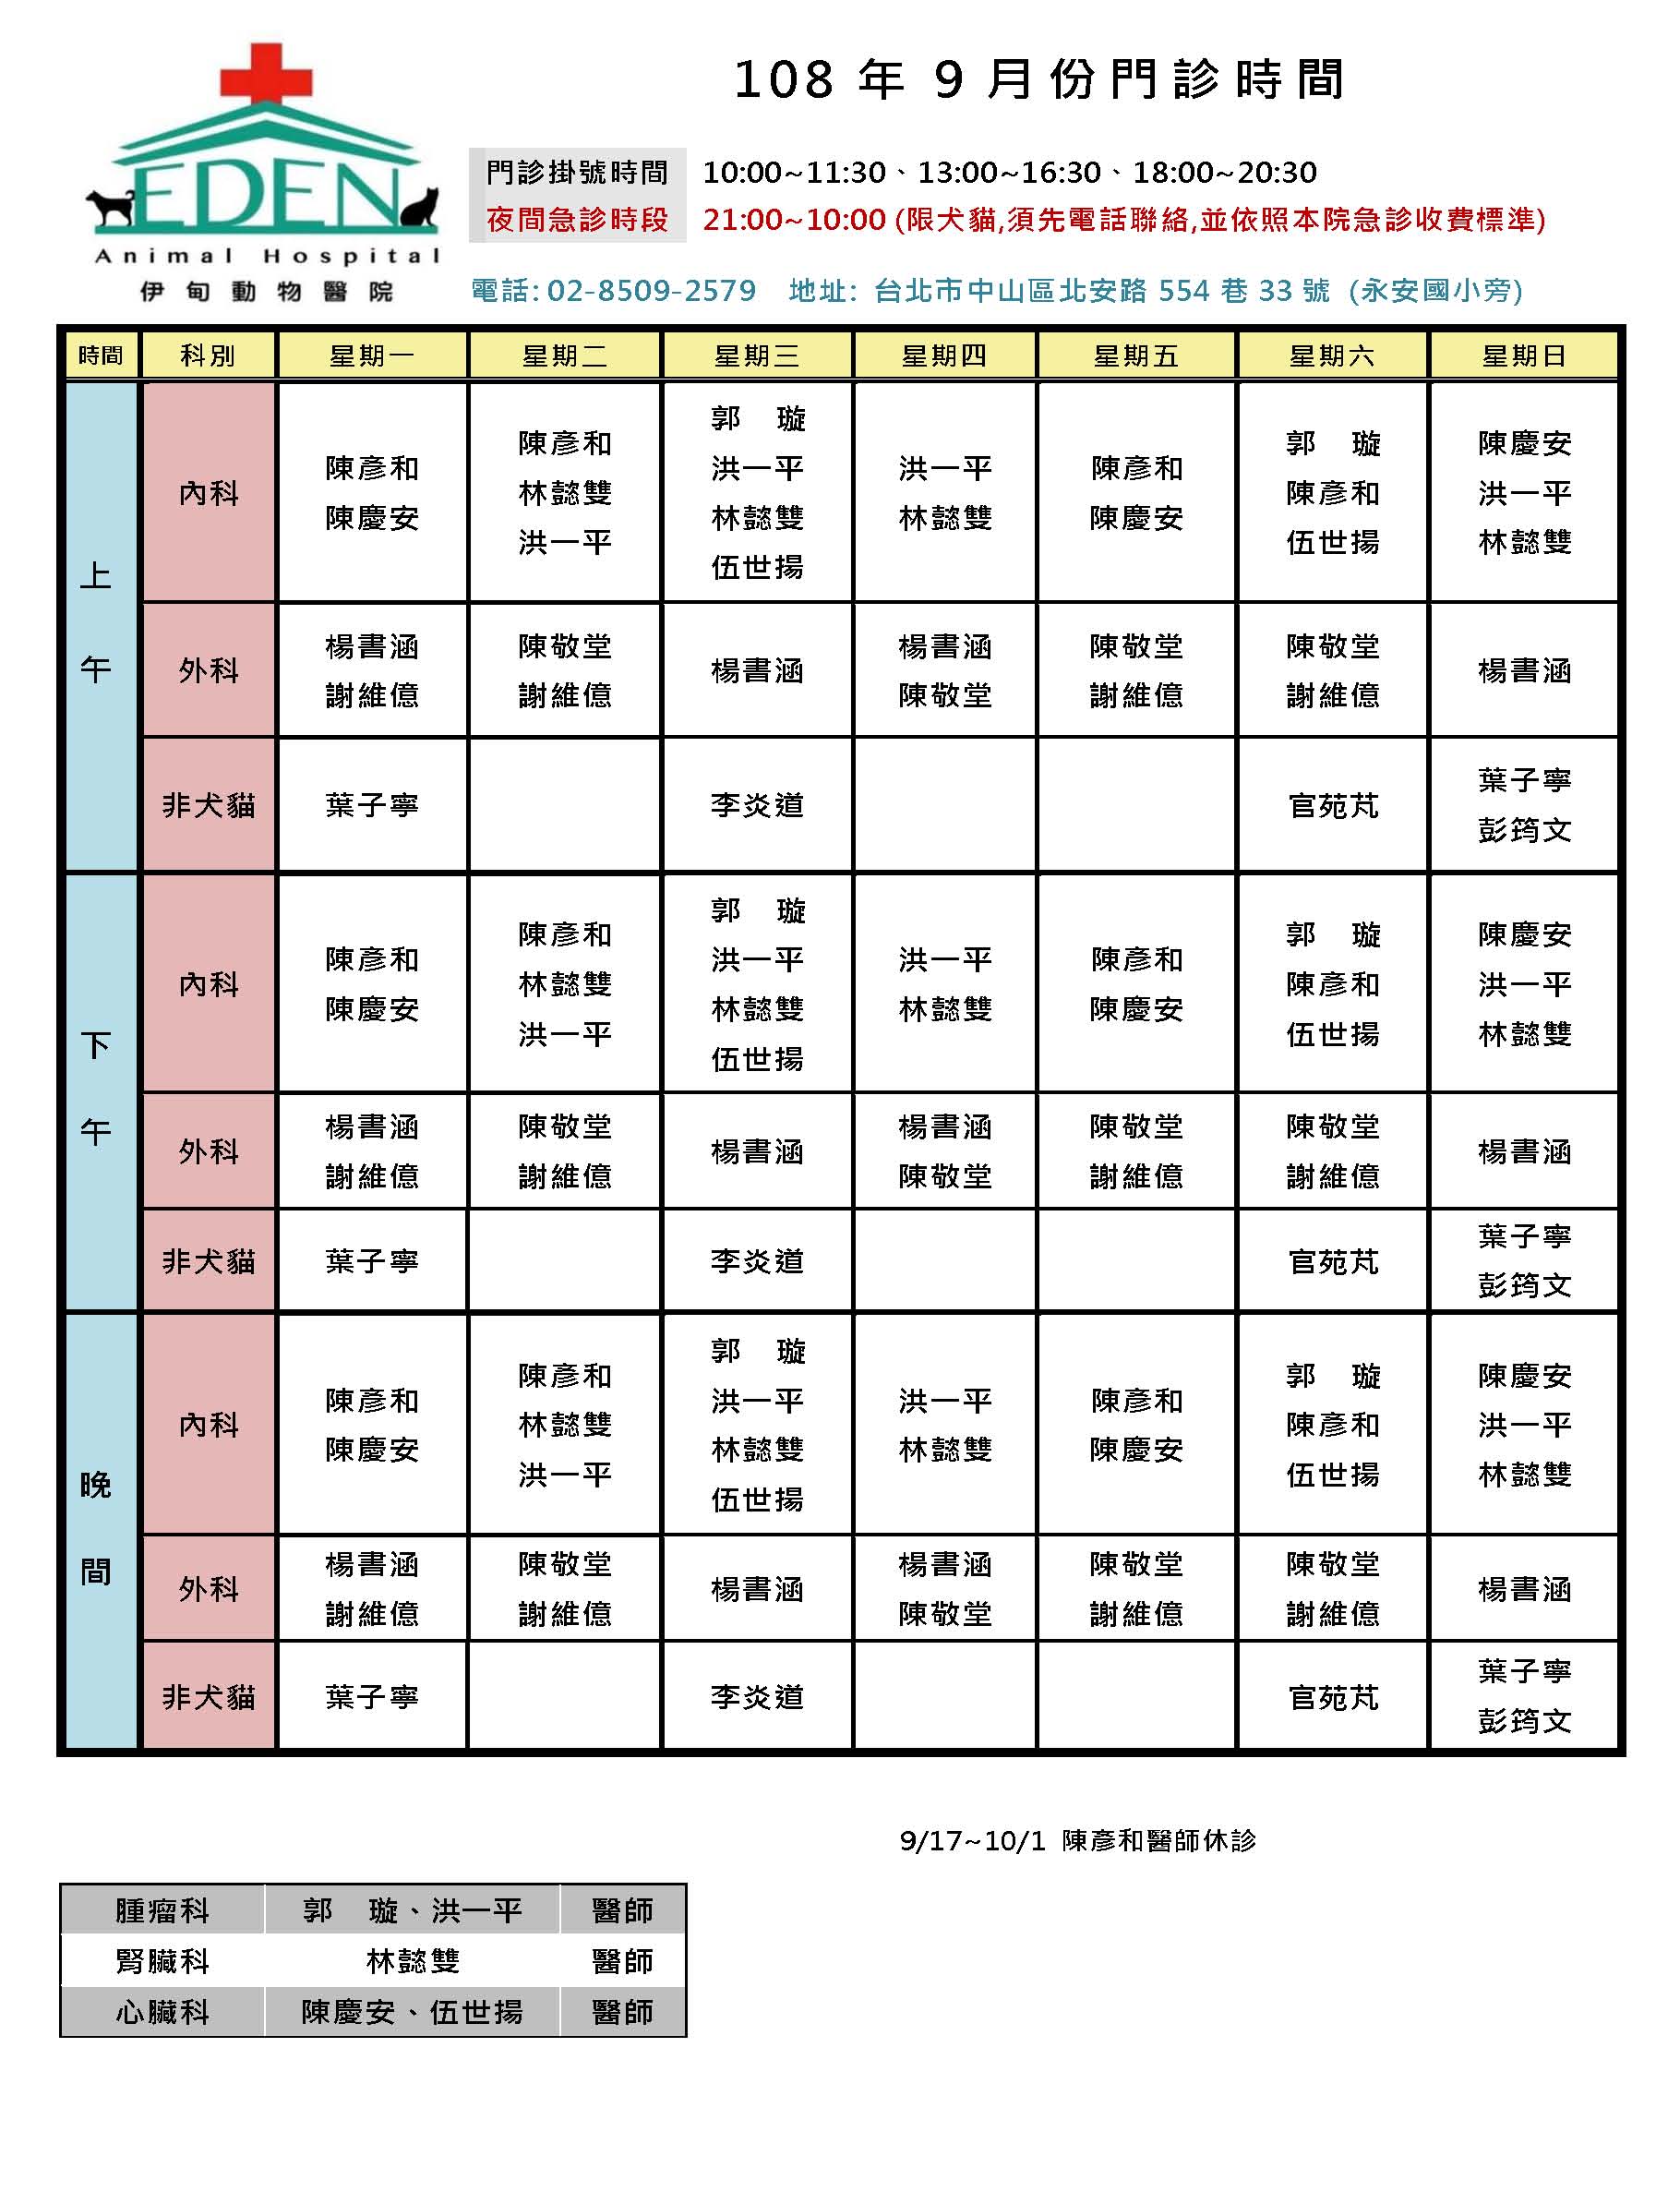 108 年 9 月份門診時間
門診掛號時間 10:00~11:30、13:00~16:30、18:00~20:30
夜間急診時段 21:00~10:00 (限犬貓,須先電話聯絡,並依照本院急診收費標準)
EDEN
Animal Hospital
伊甸動物醫院
電話: 02-8509-2579 地址: 台北市中山區北安路 554 巷 33 號 (永安國小旁)
時間 科別 星期一 星期二 星期三 星期四 星期五 星期六 星期日
上午
內科
陳彥和
陳慶安
陳彥和
林懿雙
洪一平
郭 璇
洪一平
林懿雙
伍世揚
洪一平
林懿雙
陳彥和
陳慶安
郭 璇
陳彥和
伍世揚
陳慶安
洪一平
林懿雙
外科
楊書涵
謝維億
陳敬堂
謝維億
楊書涵
楊書涵
陳敬堂
陳敬堂
謝維億
陳敬堂
謝維億
楊書涵
非犬貓
葉子寧
李炎道
官苑芃
葉子寧
彭筠文
下午
內科
陳彥和
陳慶安
陳彥和
林懿雙
洪一平
郭 璇
洪一平
林懿雙
伍世揚
洪一平
林懿雙
陳彥和
陳慶安
郭 璇
陳彥和
伍世揚
陳慶安
洪一平
林懿雙
外科
楊書涵
謝維億
陳敬堂
謝維億
楊書涵
楊書涵
陳敬堂
陳敬堂
謝維億
陳敬堂
謝維億
楊書涵
非犬貓
葉子寧
李炎道
官苑芃
葉子寧
彭筠文
晚間
內科
陳彥和
陳慶安
陳彥和
林懿雙
洪一平
郭 璇
洪一平
林懿雙
伍世揚
洪一平
林懿雙
陳彥和
陳慶安
郭 璇
陳彥和
伍世揚
陳慶安
洪一平
林懿雙
外科
楊書涵
謝維億
陳敬堂
謝維億
楊書涵
楊書涵
陳敬堂
陳敬堂
謝維億
陳敬堂
謝維億
楊書涵
非犬貓
葉子寧
李炎道
官苑芃
葉子寧
彭筠文
9/17~10/1 陳彥和醫師休診
腫瘤科 郭 璇、洪一平 醫師
腎臟科 林懿雙 醫師
心臟科 陳慶安、伍世揚 醫師